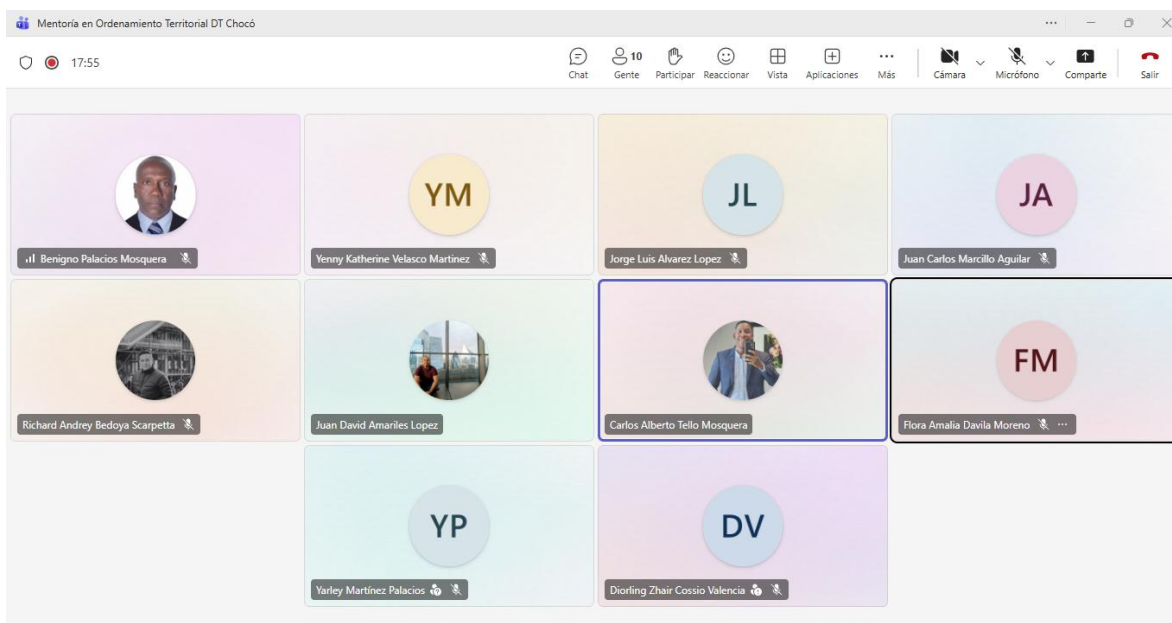 Mentoría en Ordenamiento Territorial DT Chocó
17:55
Chat
10
Gente
Participar
Reaccionar
Vista
Aplicaciones
Más
Cámara
Micrófono
Comparte
Salir
Benigno Palacios Mosquera
YM
Yenny Katherine Velasco Martinez
JL
Jorge Luis Alvarez Lopez
JA
Juan Carlos Marcillo Aguilar
Richard Andrey Bedoya Scarpetta
Juan David Amariles Lopez
Carlos Alberto Tello Mosquera
FM
Flora Amalia Davila Moreno
YP
Yarley Martínez Palacios
DV
Diorling Zhair Cossio Valencia